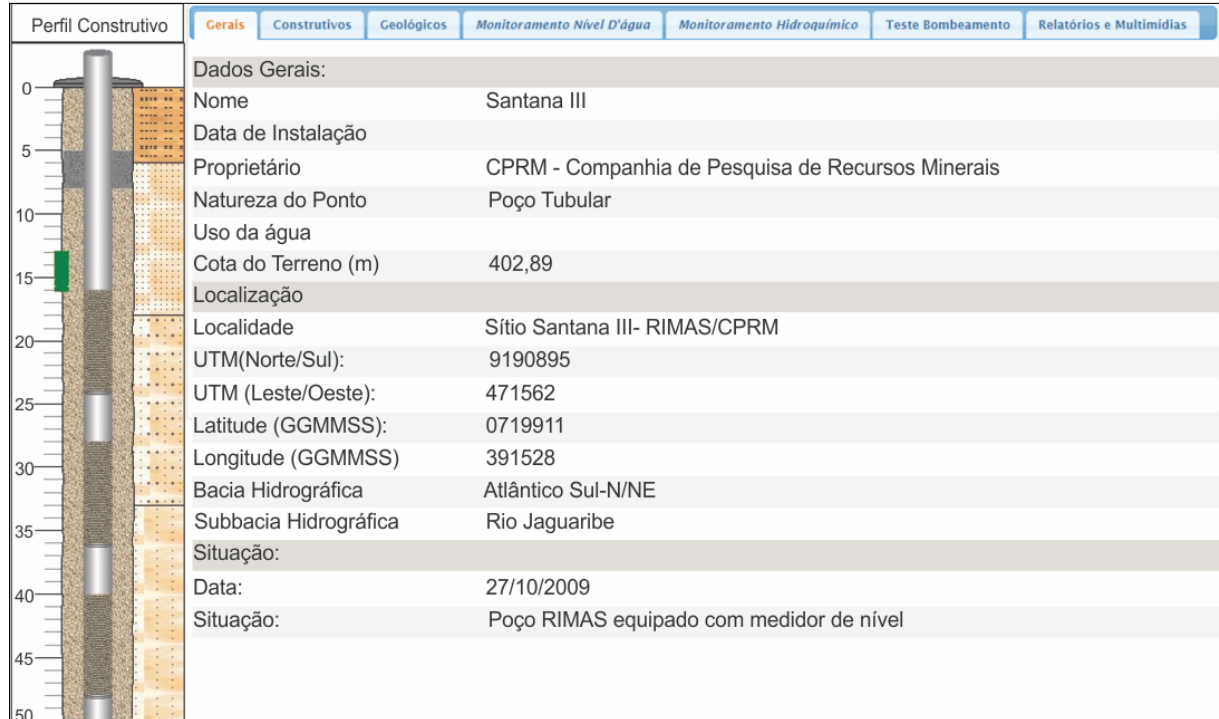 Perfil Construtivo
Gerais Construtivos Geológicos Monitoramento Nível D'água Monitoramento Hidroquímico Teste Bombeamento Relatórios e Multimídias
Dados Gerais:
Nome Santana III
Data de Instalação
Proprietário CPRM - Companhia de Pesquisa de Recursos Minerais
Natureza do Ponto Poço Tubular
Uso da água
Cota do Terreno (m) 402,89
Localização
Localidade Sítio Santana III- RIMAS/CPRM
UTM(Norte/Sul): 9190895
UTM (Leste/Oeste): 471562
Latitude (GGMMSS): 0719911
Longitude (GGMMSS) 391528
Bacia Hidrográfica Atlântico Sul-N/NE
Subbacia Hidrográfica Rio Jaguaribe
Situação:
Data: 27/10/2009
Situação: Poço RIMAS equipado com medidor de nível
0
5
10
15
20
25
30
35
40
45
50